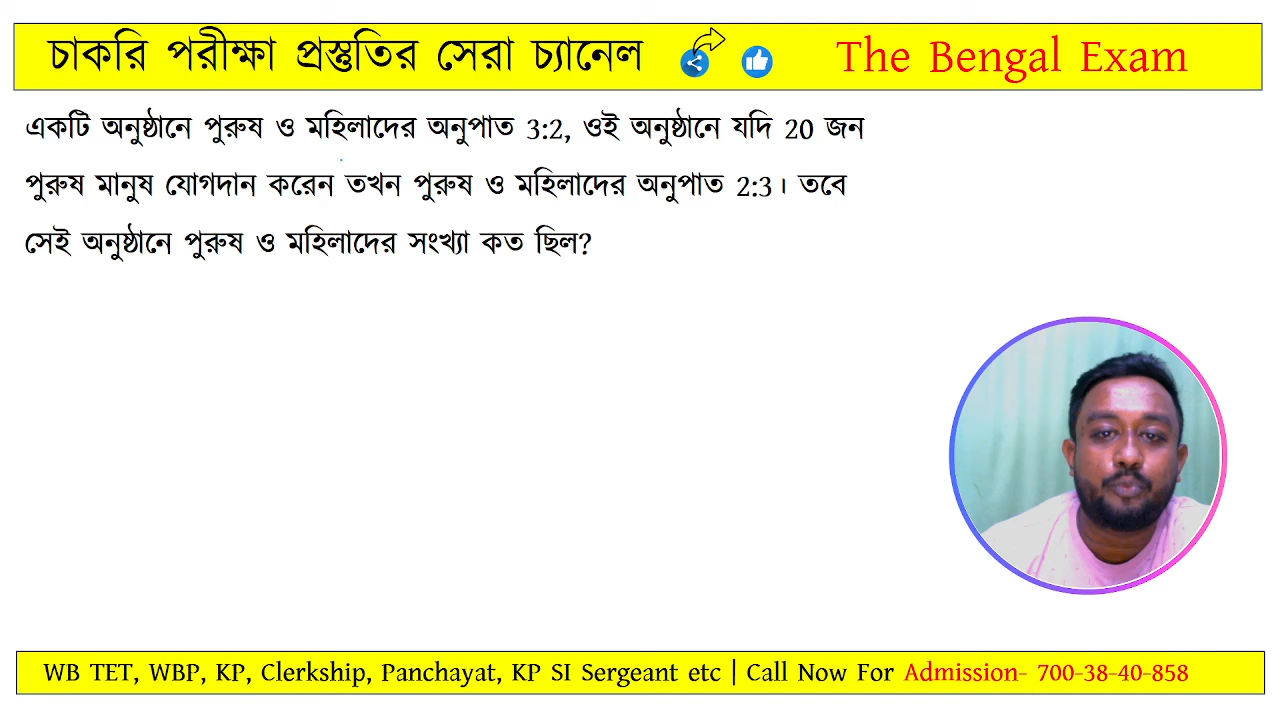 চাকরি পরীক্ষা প্রস্তুতির সেরা চ্যানেল The Bengal Exam
একটি অনুষ্ঠানে পুরুষ ও মহিলাদের অনুপাত 3:2, ওই অনুষ্ঠানে যদি 20 জন
পুরুষ মানুষ যোগদান করেন তখন পুরুষ ও মহিলাদের অনুপাত 2:3। তবে
সেই অনুষ্ঠানে পুরুষ ও মহিলাদের সংখ্যা কত ছিল?
WB TET, WBP, KP, Clerkship, Panchayat, KP SI Sergeant etc | Call Now For Admission- 700-38-40-858